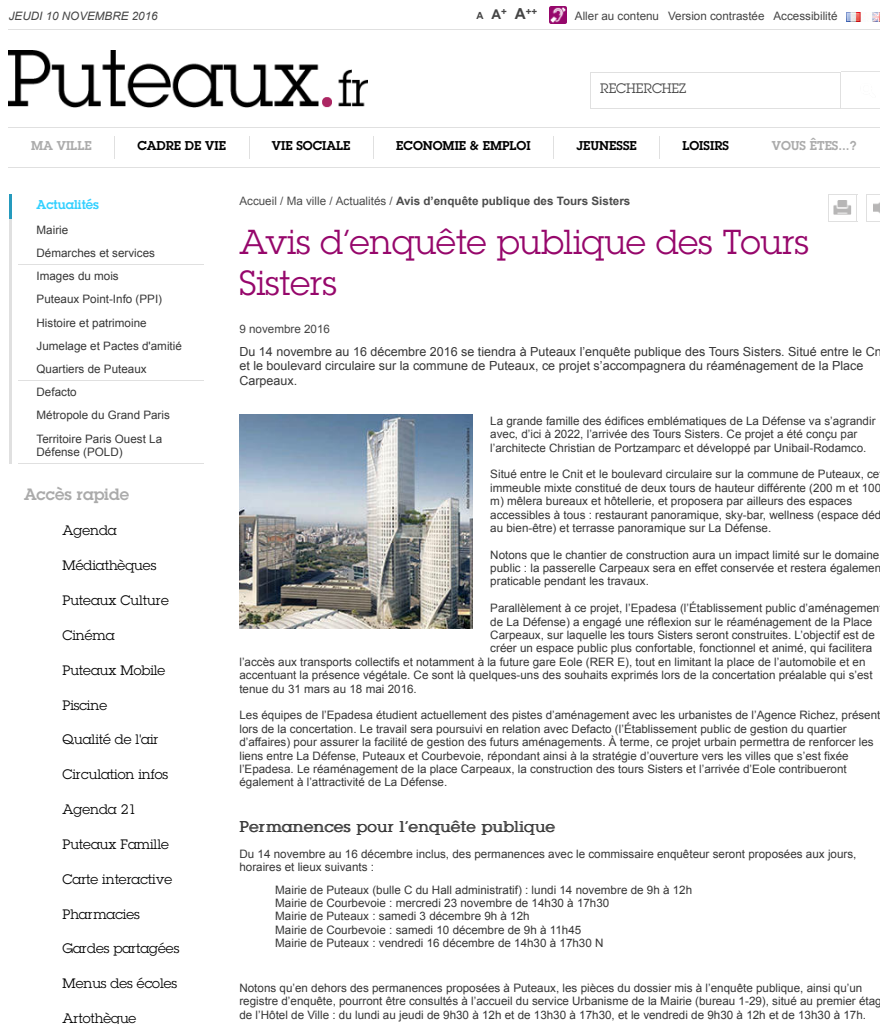 JEUDI 10 NOVEMBRE 2016
A A+ A++ Aller au contenu Version contrastée Accessibilité
Puteaux.fr
RECHERCHEZ
MA VILLE CADRE DE VIE VIE SOCIALE ECONOMIE & EMPLOI JEUNESSE LOISIRS VOUS ÊTES...?
Actualités
Mairie
Démarches et services
Images du mois
Puteaux Point-Info (PPI)
Histoire et patrimoine
Jumelage et Pactes d'amitié
Quartiers de Puteaux
Defacto
Métropole du Grand Paris
Territoire Paris Ouest La
Défense (POLD)
Accès rapide
Agenda
Médiathèques
Puteaux Culture
Cinéma
Puteaux Mobile
Piscine
Qualité de l'air
Circulation infos
Agenda 21
Puteaux Famille
Carte interactive
Pharmacies
Gardes partagées
Menus des écoles
Artothèque
Accueil / Ma ville / Actualités / Avis d'enquête publique des Tours Sisters
Avis d'enquête publique des Tours
Sisters
9 novembre 2016
Du 14 novembre au 16 décembre 2016 se tiendra à Puteaux l'enquête publique des Tours Sisters. Situé entre le Cn
et le boulevard circulaire sur la commune de Puteaux, ce projet s'accompagnera du réaménagement de la Place
Carpeaux.
La grande famille des édifices emblématiques de La Défense va s'agrandir
avec, d'ici à 2022, l'arrivée des Tours Sisters. Ce projet a été conçu par
l'architecte Christian de Portzamparc et développé par Unibail-Rodamco.
Situé entre le Cnit et le boulevard circulaire sur la commune de Puteaux, cet
immeuble mixte constitué de deux tours de hauteur différente (200 m et 100
m) mêlera bureaux et hôtellerie, et proposera par ailleurs des espaces
accessibles à tous : restaurant panoramique, sky-bar, wellness (espace déd
au bien-être) et terrasse panoramique sur La Défense.
Notons que le chantier de construction aura un impact limité sur le domaine
public : la passerelle Carpeaux sera en effet conservée et restera égalemen
praticable pendant les travaux.
Parallèlement à ce projet, l'Epadesa (l'Établissement public d'aménagement
de La Défense) a engagé une réflexion sur le réaménagement de la Place
Carpeaux, sur laquelle les tours Sisters seront construites. L'objectif est de
créer un espace public plus confortable, fonctionnel et animé, qui facilitera
l'accès aux transports collectifs et notamment à la future gare Eole (RER E), tout en limitant la place de l'automobile et en
accentuant la présence végétale. Ce sont là quelques-uns des souhaits exprimés lors de la concertation préalable qui s'est
tenue du 31 mars au 18 mai 2016.
Les équipes de l'Epadesa étudient actuellement des pistes d'aménagement avec les urbanistes de l'Agence Richez, présent
lors de la concertation. Le travail sera poursuivi en relation avec Defacto (l'Établissement public de gestion du quartier
d'affaires) pour assurer la facilité de gestion des futurs aménagements. À terme, ce projet urbain permettra de renforcer les
liens entre La Défense, Puteaux et Courbevoie, répondant ainsi à la stratégie d'ouverture vers les villes que s'est fixée
l'Epadesa. Le réaménagement de la place Carpeaux, la construction des tours Sisters et l'arrivée d'Eole contribueront
également à l'attractivité de La Défense.
Permanences pour l'enquête publique
Du 14 novembre au 16 décembre inclus, des permanences avec le commissaire enquêteur seront proposées aux jours,
horaires et lieux suivants :
Mairie de Puteaux (bulle C du Hall administratif) : lundi 14 novembre de 9h à 12h
Mairie de Courbevoie : mercredi 23 novembre de 14h30 à 17h30
Mairie de Puteaux : samedi 3 décembre 9h à 12h
Mairie de Courbevoie : samedi 10 décembre de 9h à 11h45
Mairie de Puteaux : vendredi 16 décembre de 14h30 à 17h30 N
Notons qu'en dehors des permanences proposées à Puteaux, les pièces du dossier mis à l'enquête publique, ainsi qu'un
registre d'enquête, pourront être consultés à l'accueil du service Urbanisme de la Mairie (bureau 1-29), situé au premier étag
de l'Hôtel de Ville : du lundi au jeudi de 9h30 à 12h et de 13h30 à 17h30, et le vendredi de 9h30 à 12h et de 13h30 à 17h.